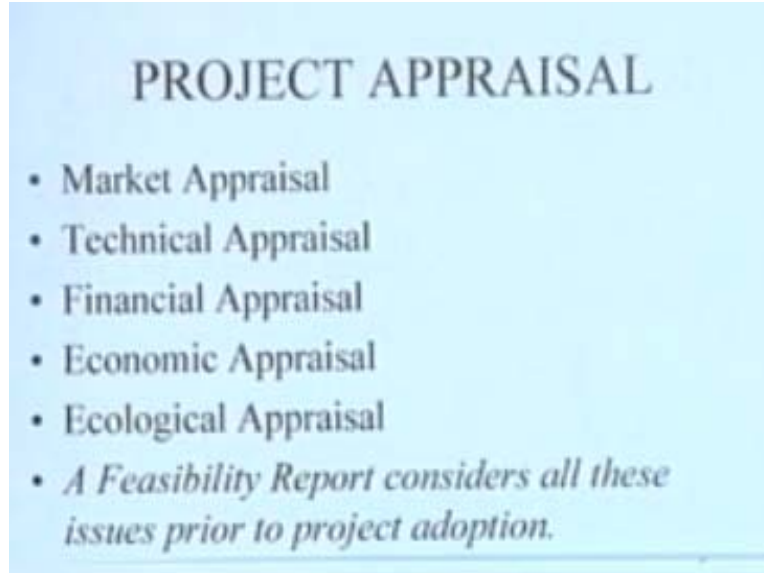 PROJECT APPRAISAL
• Market Appraisal
• Technical Appraisal
• Financial Appraisal
• Economic Appraisal
• Ecological Appraisal
• A Feasibility Report considers all these
issues prior to project adoption.